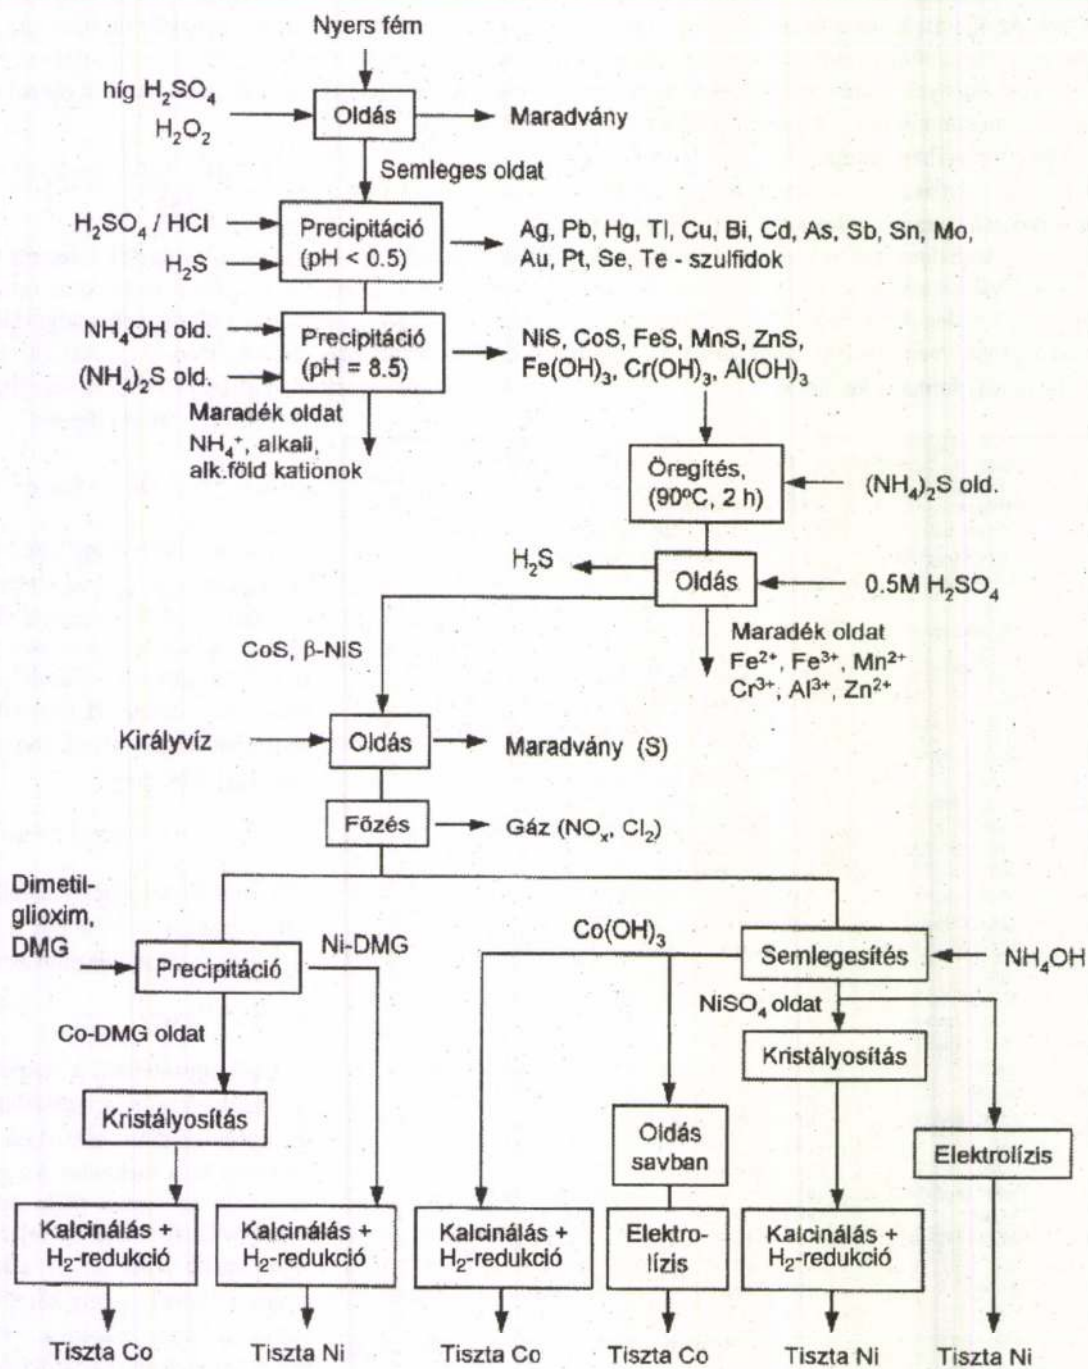 Nyers fém
híg H₂SO₄
H₂O₂
Oldás
Maradvány
Semleges oldat
H₂SO₄ / HCl
H₂S
Precipitáció
(pH < 0.5)
Ag, Pb, Hg, Tl, Cu, Bi, Cd, As, Sb, Sn, Mo,
Au, Pt, Se, Te - szulfidok
NH₄OH old.
(NH₄)₂S old.
Precipitáció
(pH = 8.5)
NiS, CoS, FeS, MnS, ZnS,
Fe(OH)₃, Cr(OH)₃, Al(OH)₃
Maradék oldat
NH₄⁺, alkali,
alk.föld kationok
Öregítés,
(90ºC, 2 h)
(NH₄)₂S old.
H₂S
Oldás
0.5M H₂SO₄
CoS, β-NiS
Maradék oldat
Fe²⁺, Fe³⁺, Mn²⁺
Cr³⁺, Al³⁺, Zn²⁺
Királyvíz
Oldás
Maradvány (S)
Főzés
Gáz (NOₓ, Cl₂)
Dimetil-
glioxim,
DMG
Precipitáció
Ni-DMG
Co(OH)₃
Semlegesítés
NH₄OH
Co-DMG oldat
NiSO₄ oldat
Kristályosítás
Kristályosítás
Oldás
savban
Elektrolízis
Kalcinálás +
H₂-redukció
Kalcinálás +
H₂-redukció
Kalcinálás +
H₂-redukció
Elektro-
lízis
Kalcinálás +
H₂-redukció
Tiszta Co
Tiszta Ni
Tiszta Co
Tiszta Co
Tiszta Ni
Tiszta Ni